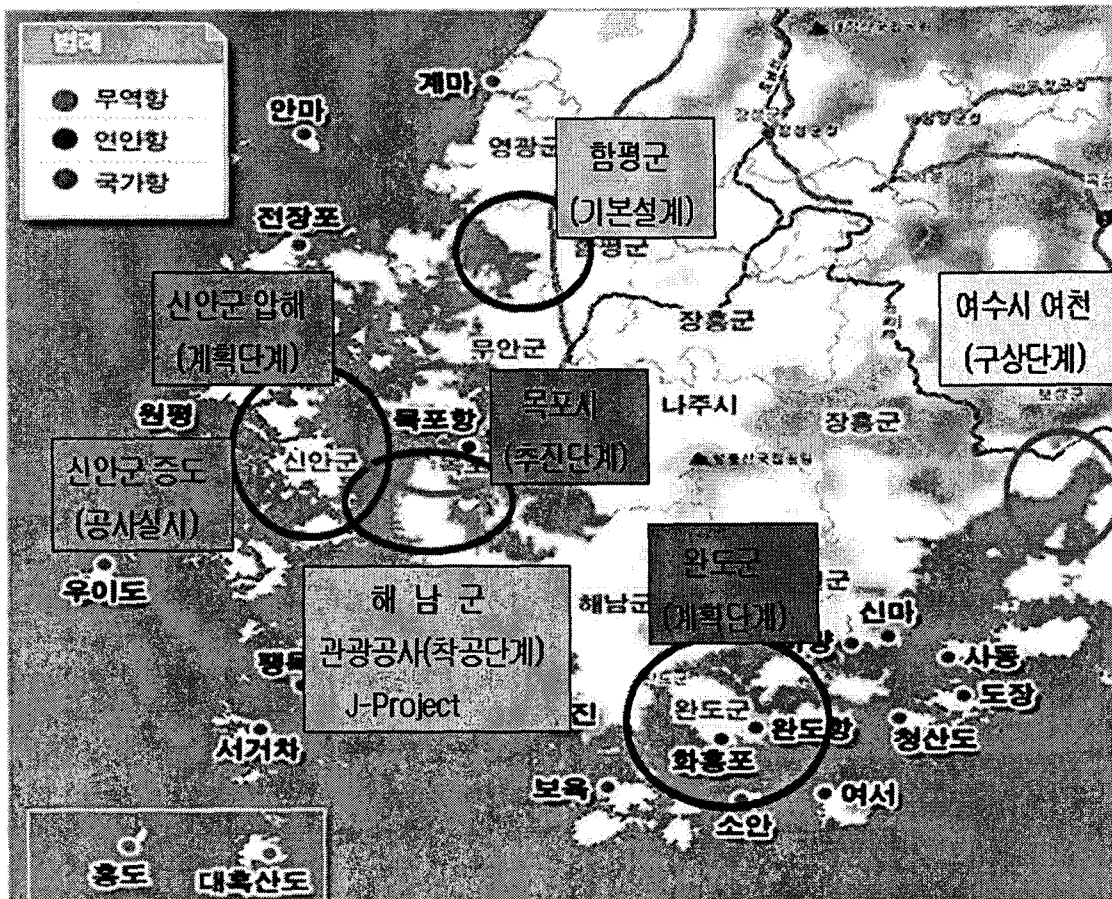 범례
무역항
연안항
국가항
계마
안마
영광군
함평군
(기본설계)
함평군
전장포
신안군 압해
(계획단계)
장흥군
여수시 여천
(구상단계)
무안군
보성군
원평
목포항
목포시
(추진단계)
나주시
장흥군
신안군
신안군 증도
(공사실시)
우이도
해 남 군
관광공사(착공단계)
J-Project
해남군
완도군
(계획단계)
신마
사동
도장
완도군
완도항
청산도
화흥포
서거차
진
보옥
소안
여서
홍도
대흑산도